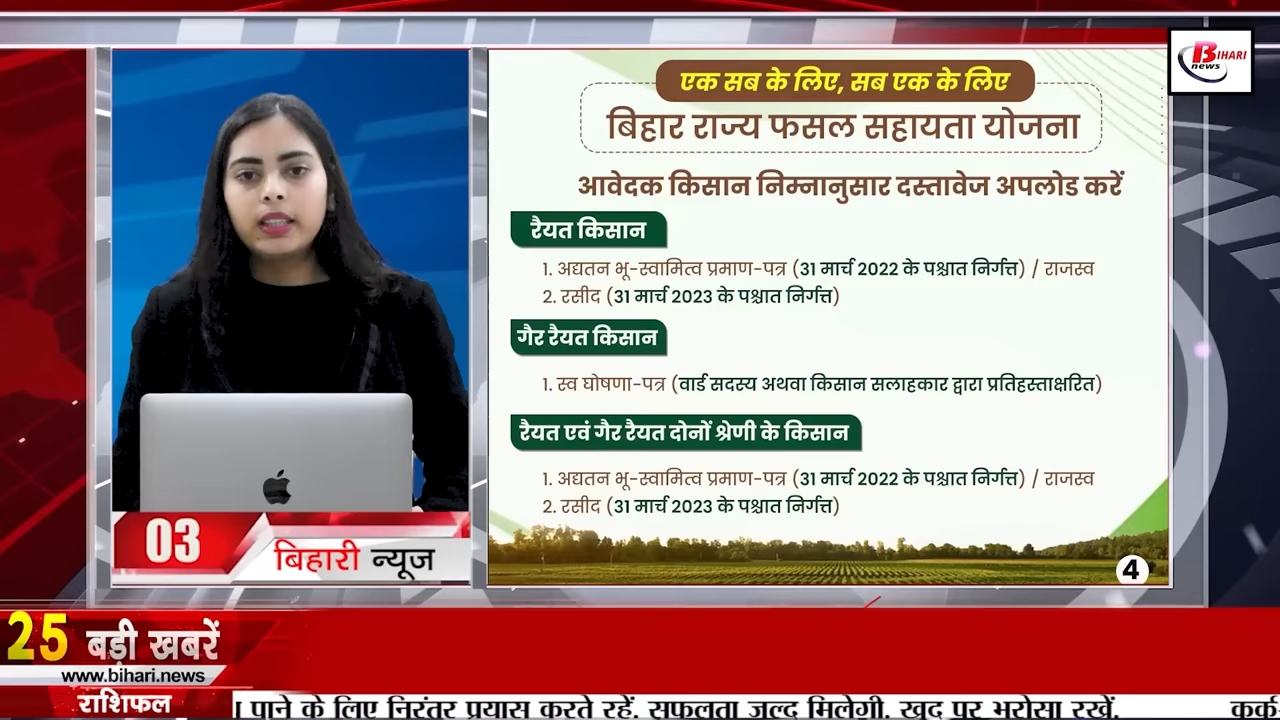 BIHARI
news
एक सब के लिए, सब एक के लिए
बिहार राज्य फसल सहायता योजना
आवेदक किसान निम्नानुसार दस्तावेज अपलोड करें
रैयत किसान
1. अद्यतन भू-स्वामित्व प्रमाण-पत्र (31 मार्च 2022 के पश्चात निर्गत्त) / राजस्व
2. रसीद (31 मार्च 2023 के पश्चात निर्गत्त)
गैर रैयत किसान
1. स्व घोषणा-पत्र (वार्ड सदस्य अथवा किसान सलाहकार द्वारा प्रतिहस्ताक्षरित)
रैयत एवं गैर रैयत दोनों श्रेणी के किसान
1. अद्यतन भू-स्वामित्व प्रमाण-पत्र (31 मार्च 2022 के पश्चात निर्गत्त) / राजस्व
2. रसीद (31 मार्च 2023 के पश्चात निर्गत्त)
4
03
बिहारी न्यूज
25 बड़ी खबरें
www.bihari.news
राशिफल
पाने के लिए निरंतर प्रयास करते रहें. सफलता जल्द मिलेगी. खुद पर भरोसा रखें.